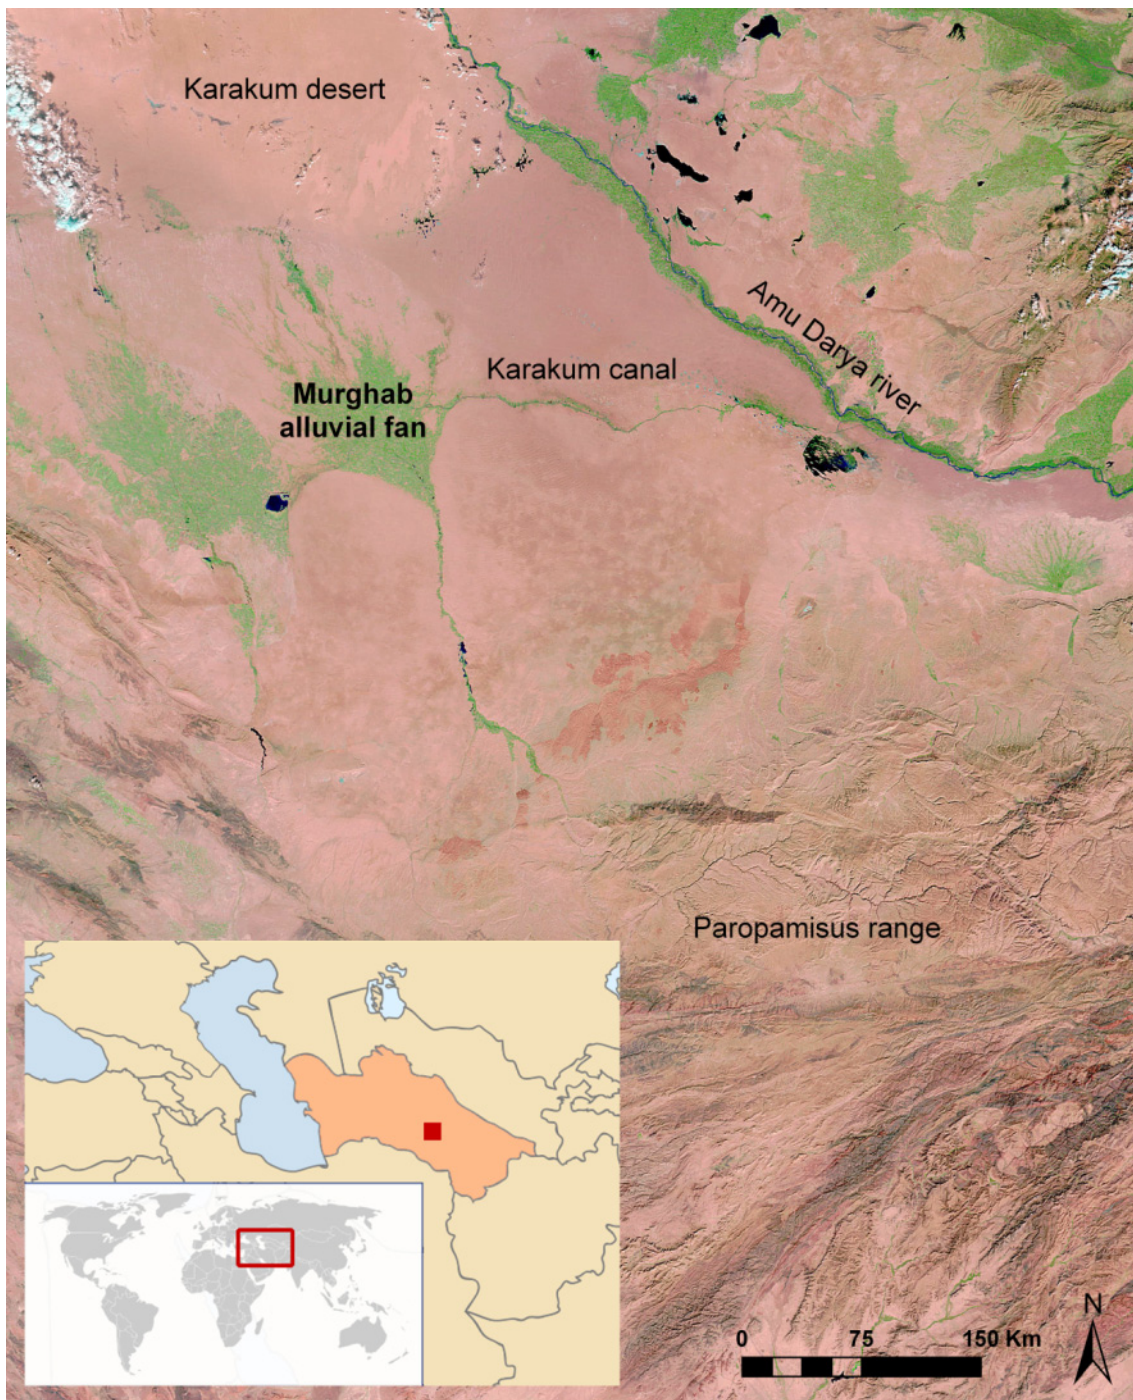 Karakum desert
Amu Darya river
Karakum canal
Murghab
alluvial fan
Paropamisus range
N
0 75 150 Km